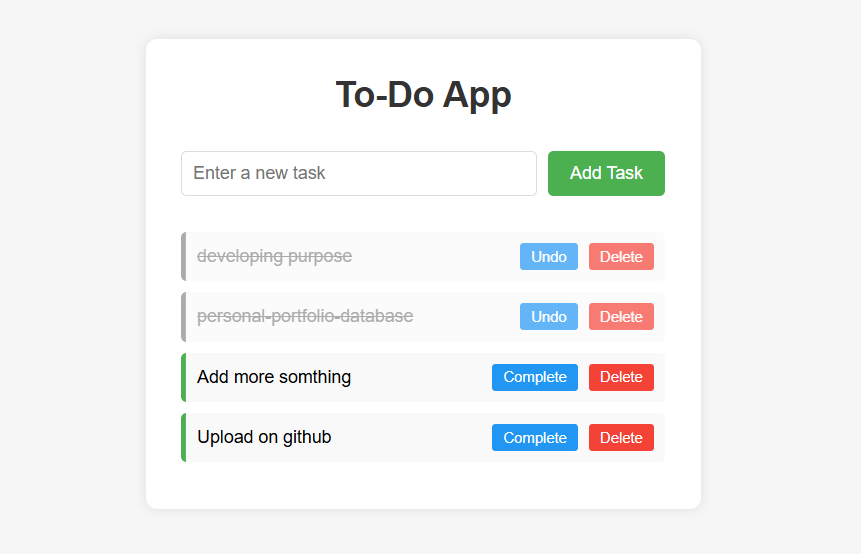 To-Do App
Enter a new task Add Task
developing purpose Undo Delete
personal-portfolio-database Undo Delete
Add more somthing Complete Delete
Upload on github Complete Delete